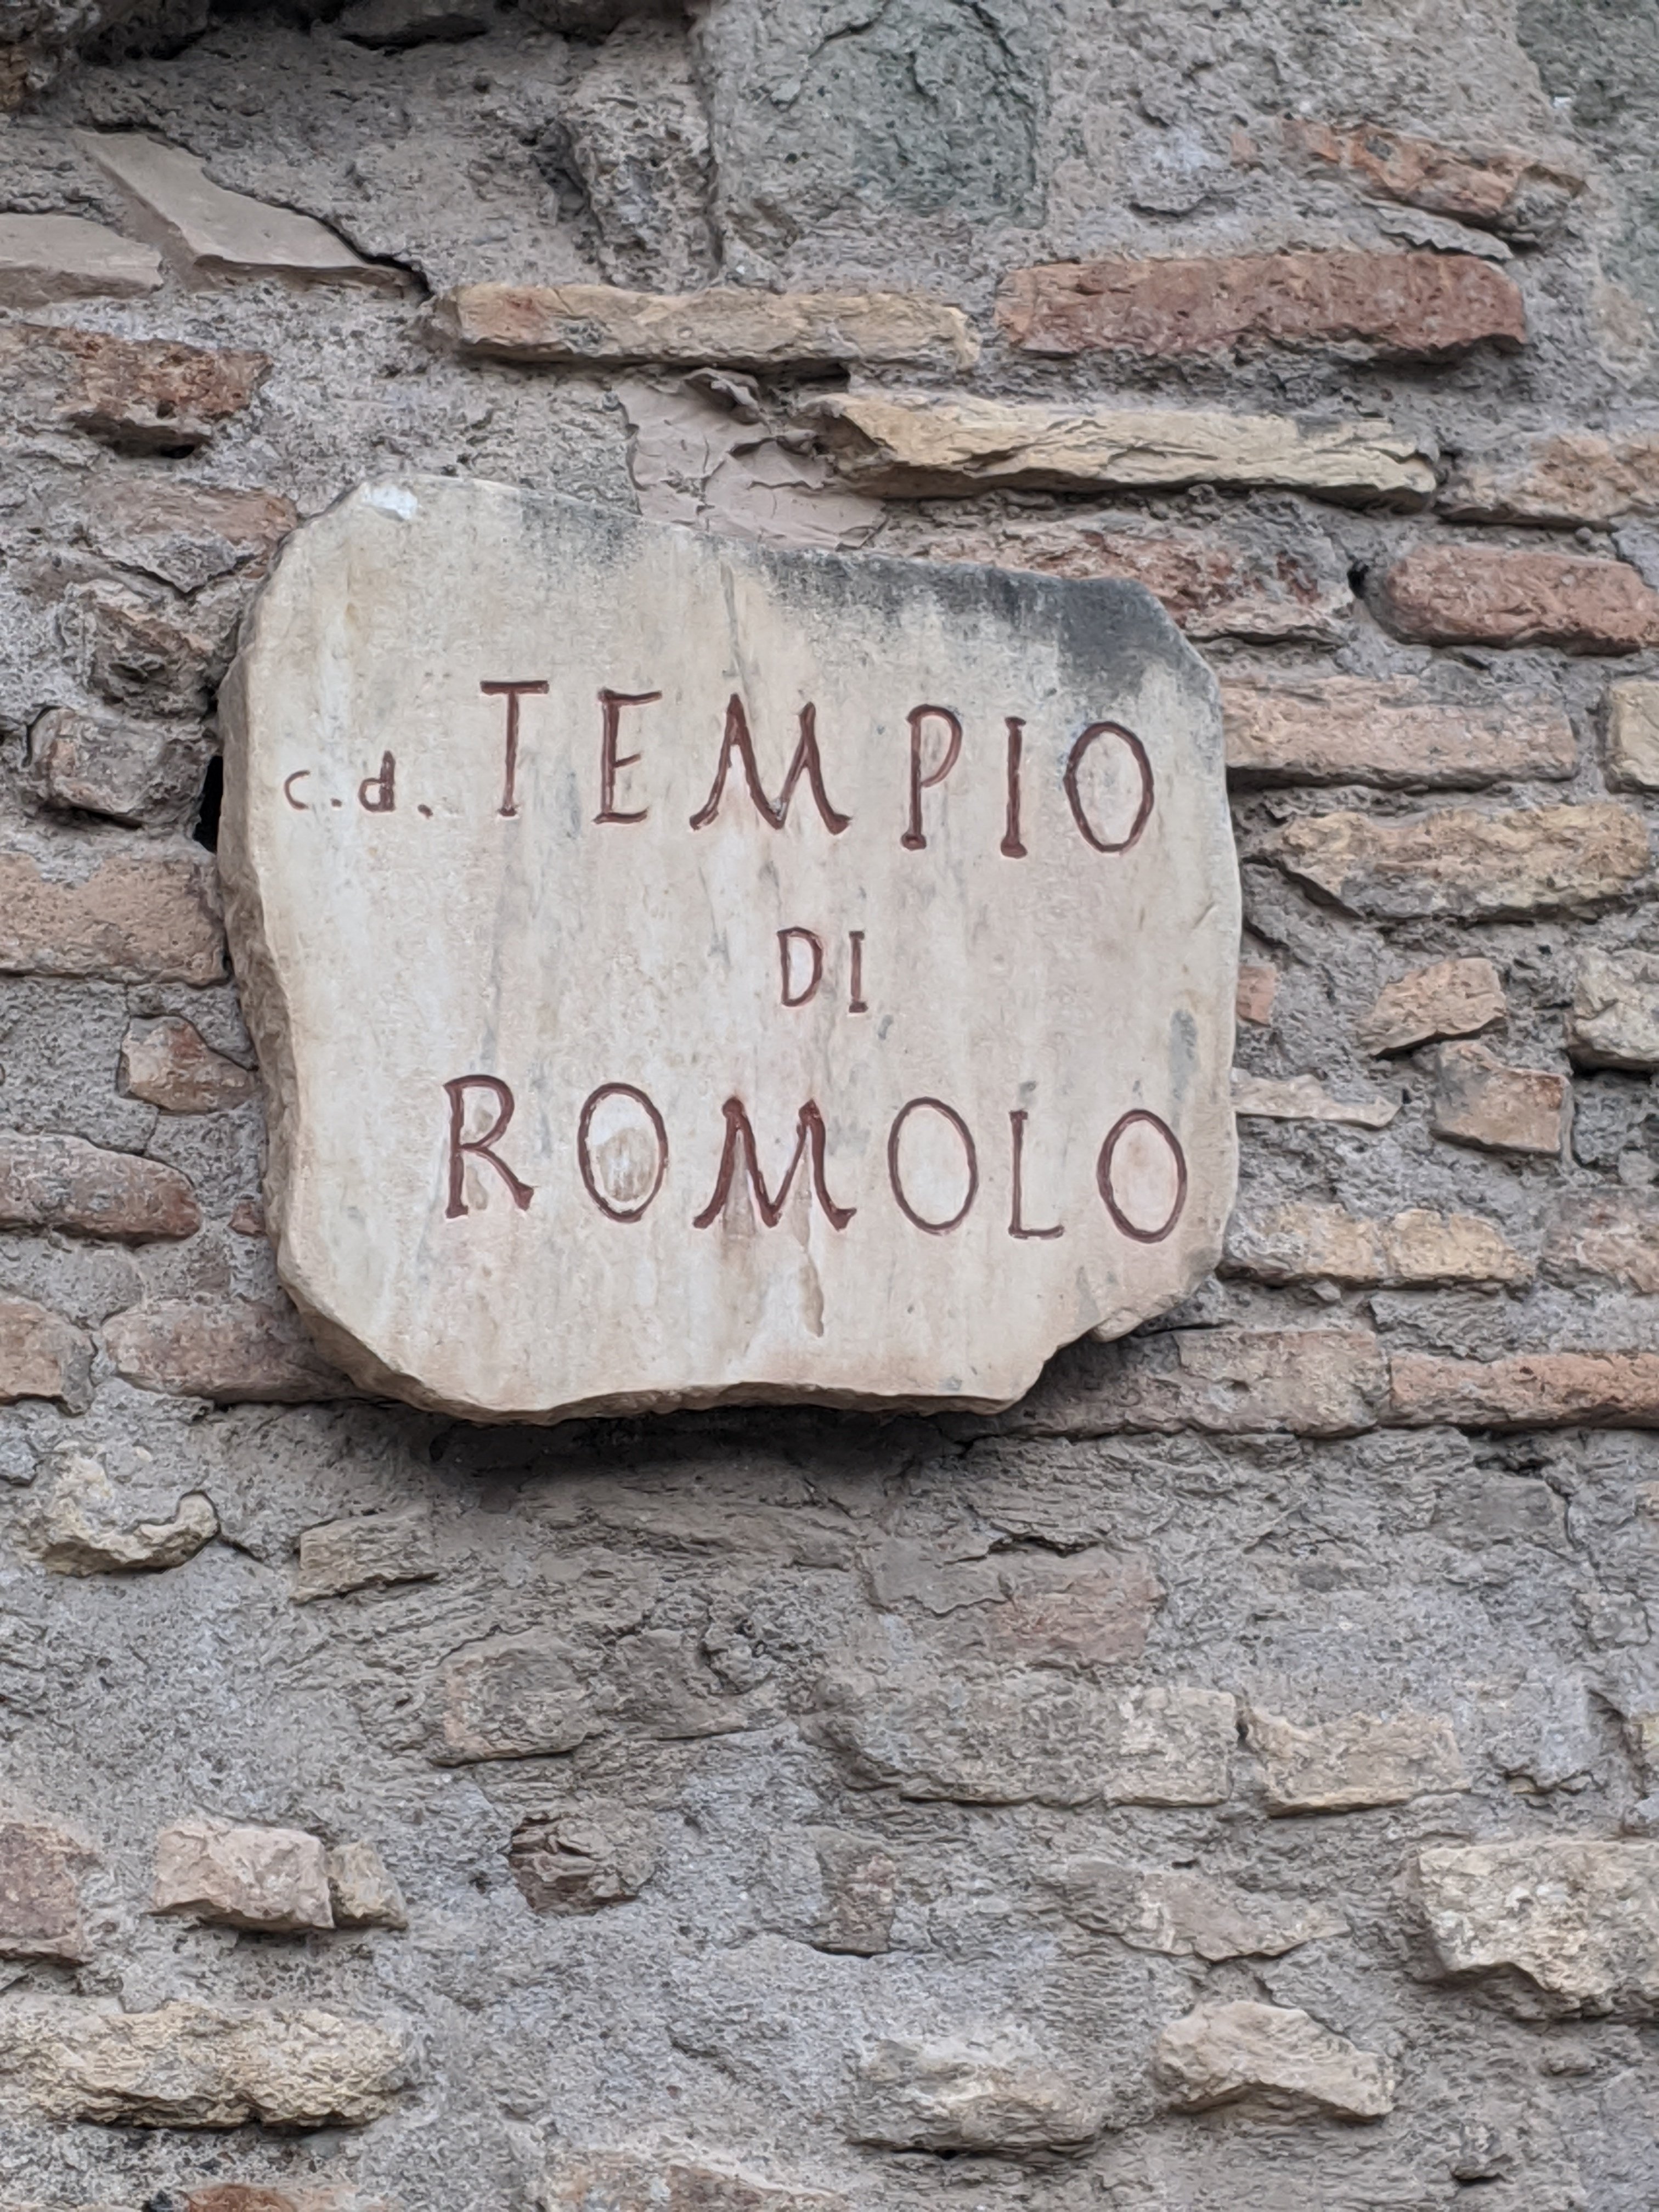 c.d. TEMPIO
DI
ROMOLO